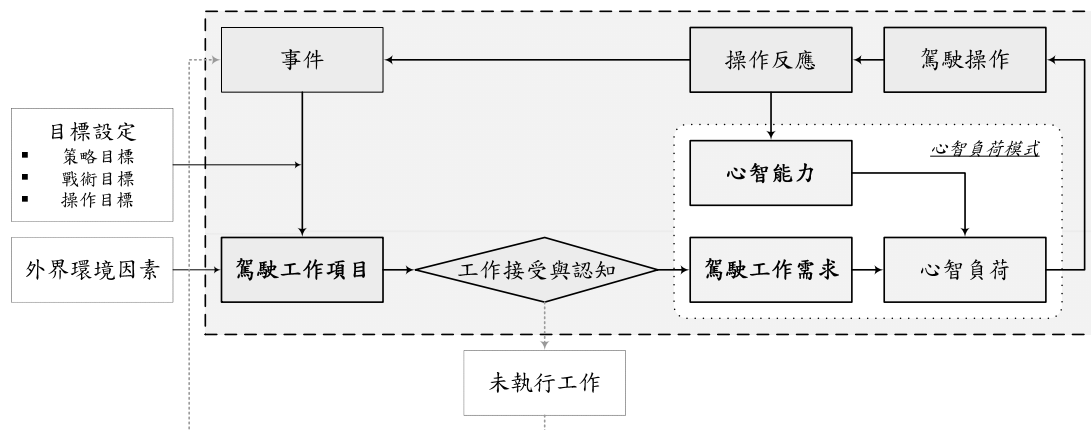 事件
操作反應
駕駛操作
目標設定
▪ 策略目標
▪ 戰術目標
▪ 操作目標
心智負荷模式
心智能力
外界環境因素
駕駛工作項目
工作接受與認知
駕駛工作需求
心智負荷
未執行工作